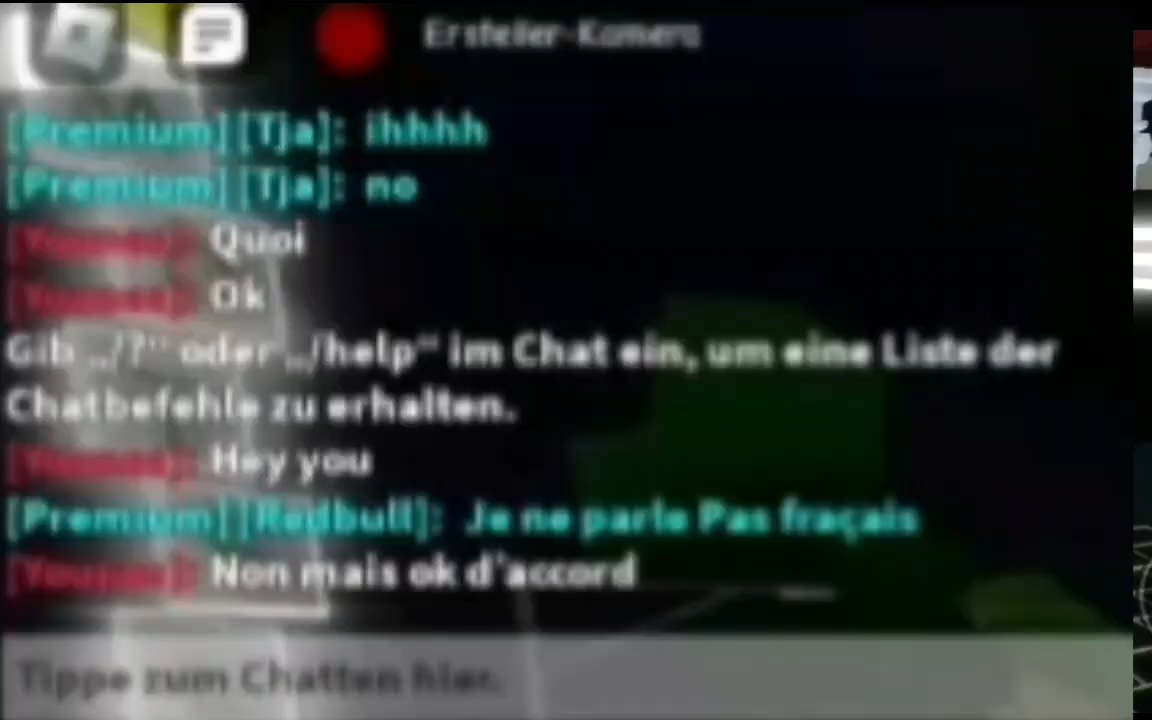 Ersteller-Kamera
[Premium][Tja]: ihhhh
[Premium][Tja]: no
Quoi
Ok
Gib „/?“ oder „/help“ im Chat ein, um eine Liste der
Chatbefehle zu erhalten.
Hey you
[Premium][Redbull]: Je ne parle Pas fraçais
Non mais ok d'accord
Tippe zum Chatten hier.